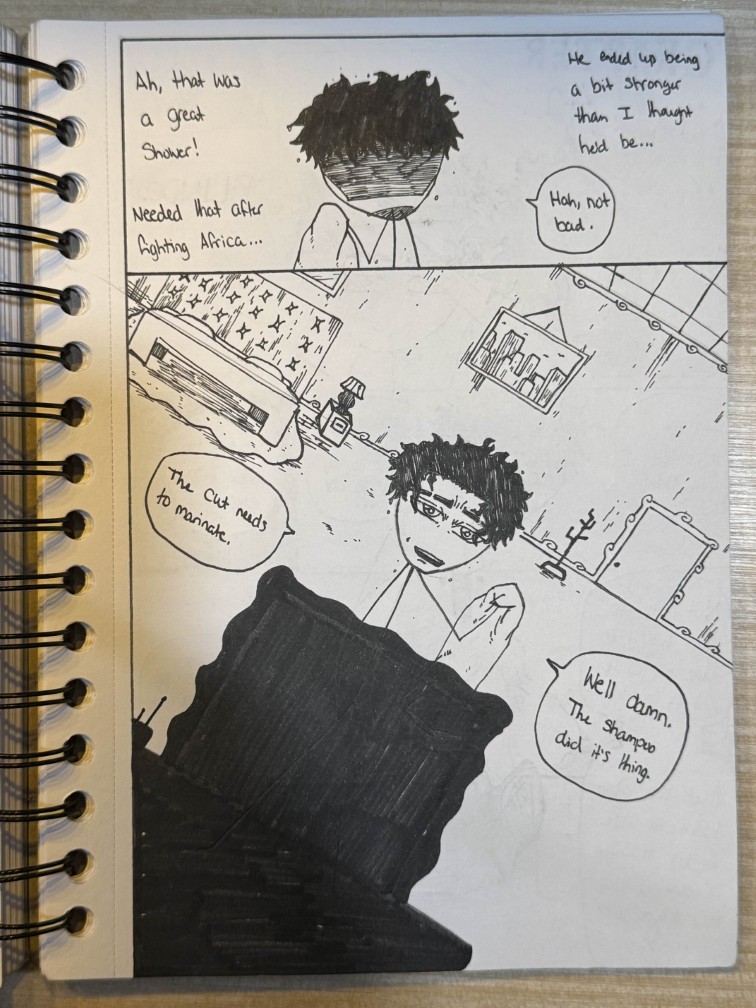 Ah, that was
a great
Shower!
Needed that after
fighting Africa...
He ended up being
a bit stronger
than I thought
he'd be...
Hah, not
bad.
The cut needs
to marinate.
Well damn.
The shampoo
did it's thing.